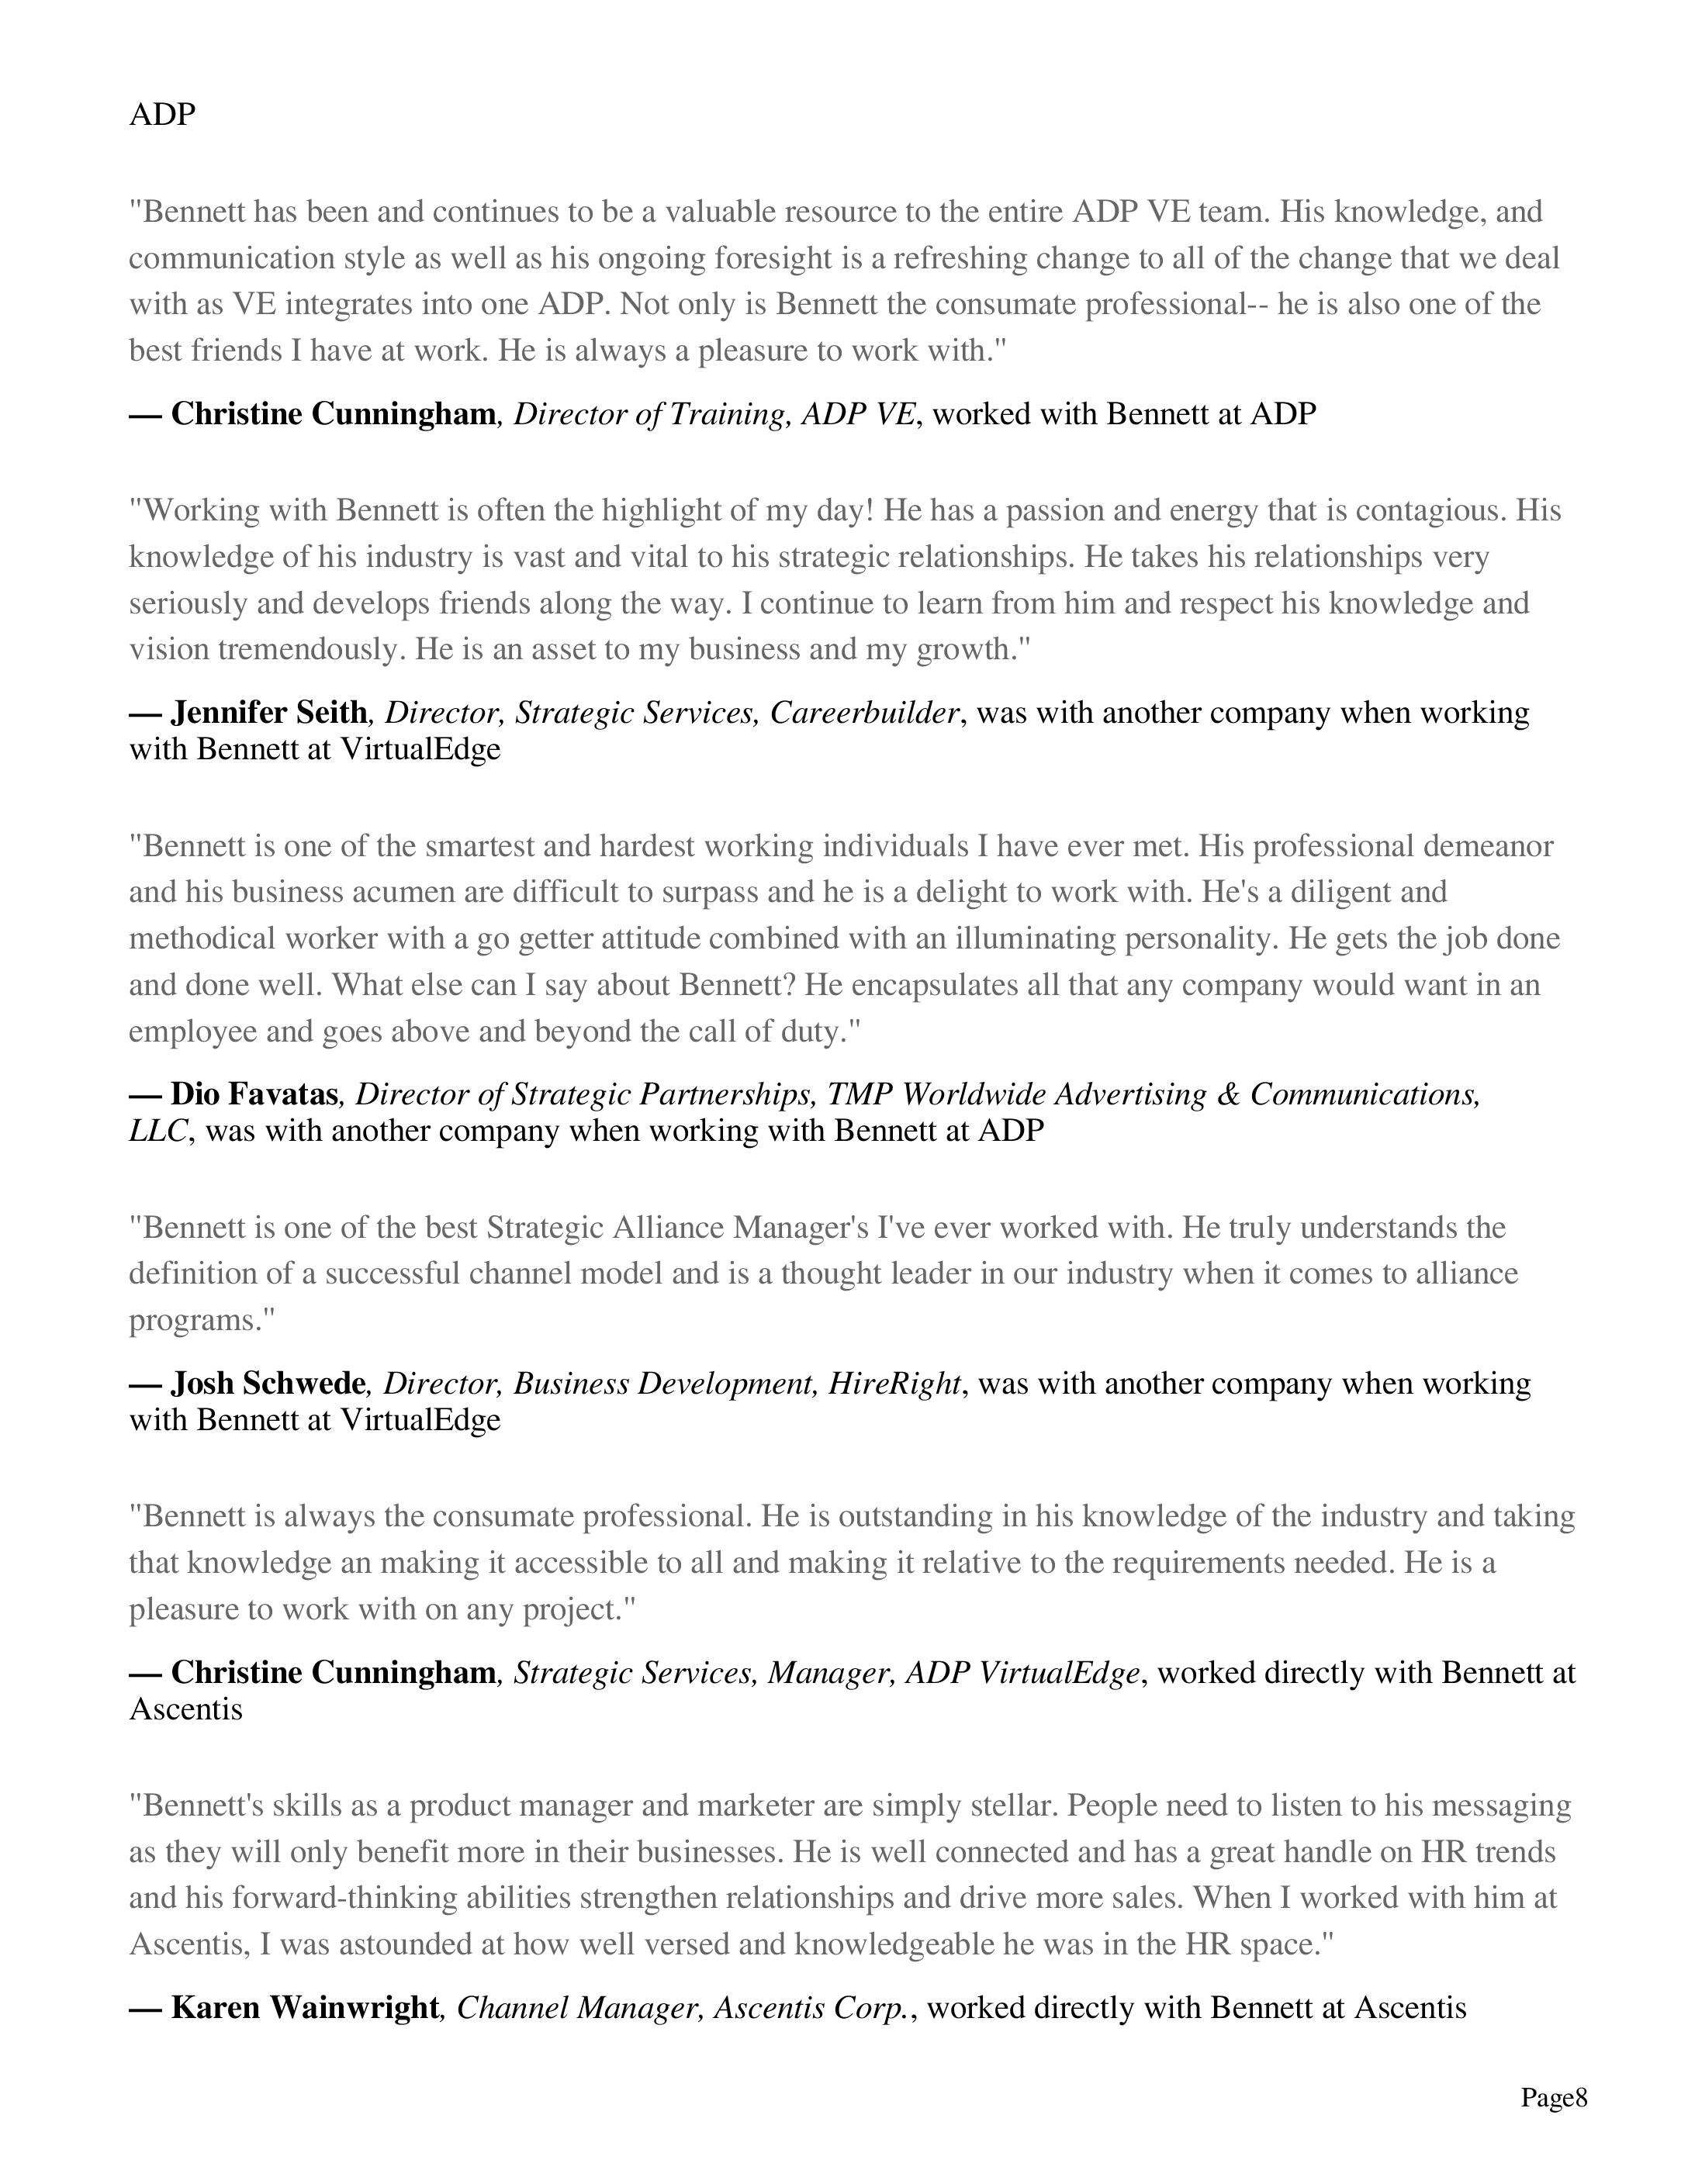 ADP
"Bennett has been and continues to be a valuable resource to the entire ADP VE team. His knowledge, and
communication style as well as his ongoing foresight is a refreshing change to all of the change that we deal
with as VE integrates into one ADP. Not only is Bennett the consumate professional-- he is also one of the
best friends I have at work. He is always a pleasure to work with."
— Christine Cunningham, Director of Training, ADP VE, worked with Bennett at ADP
"Working with Bennett is often the highlight of my day! He has a passion and energy that is contagious. His
knowledge of his industry is vast and vital to his strategic relationships. He takes his relationships very
seriously and develops friends along the way. I continue to learn from him and respect his knowledge and
vision tremendously. He is an asset to my business and my growth."
— Jennifer Seith, Director, Strategic Services, Careerbuilder, was with another company when working
with Bennett at VirtualEdge
"Bennett is one of the smartest and hardest working individuals I have ever met. His professional demeanor
and his business acumen are difficult to surpass and he is a delight to work with. He's a diligent and
methodical worker with a go getter attitude combined with an illuminating personality. He gets the job done
and done well. What else can I say about Bennett? He encapsulates all that any company would want in an
employee and goes above and beyond the call of duty."
— Dio Favatas, Director of Strategic Partnerships, TMP Worldwide Advertising & Communications,
LLC, was with another company when working with Bennett at ADP
"Bennett is one of the best Strategic Alliance Manager's I've ever worked with. He truly understands the
definition of a successful channel model and is a thought leader in our industry when it comes to alliance
programs."
— Josh Schwede, Director, Business Development, HireRight, was with another company when working
with Bennett at VirtualEdge
"Bennett is always the consumate professional. He is outstanding in his knowledge of the industry and taking
that knowledge an making it accessible to all and making it relative to the requirements needed. He is a
pleasure to work with on any project."
— Christine Cunningham, Strategic Services, Manager, ADP VirtualEdge, worked directly with Bennett at
Ascentis
"Bennett's skills as a product manager and marketer are simply stellar. People need to listen to his messaging
as they will only benefit more in their businesses. He is well connected and has a great handle on HR trends
and his forward-thinking abilities strengthen relationships and drive more sales. When I worked with him at
Ascentis, I was astounded at how well versed and knowledgeable he was in the HR space."
— Karen Wainwright, Channel Manager, Ascentis Corp., worked directly with Bennett at Ascentis
Page8